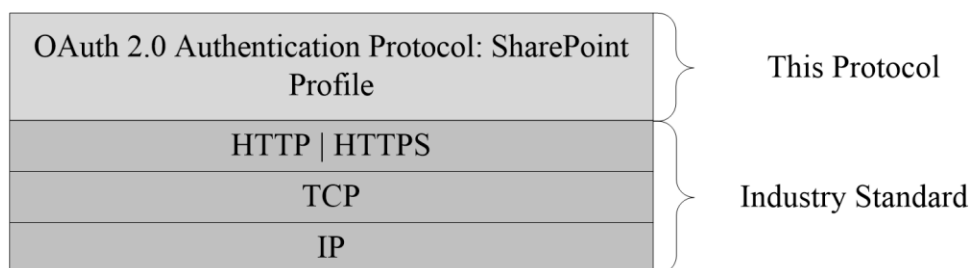 OAuth 2.0 Authentication Protocol: SharePoint
Profile
This Protocol
HTTP | HTTPS
TCP
Industry Standard
IP